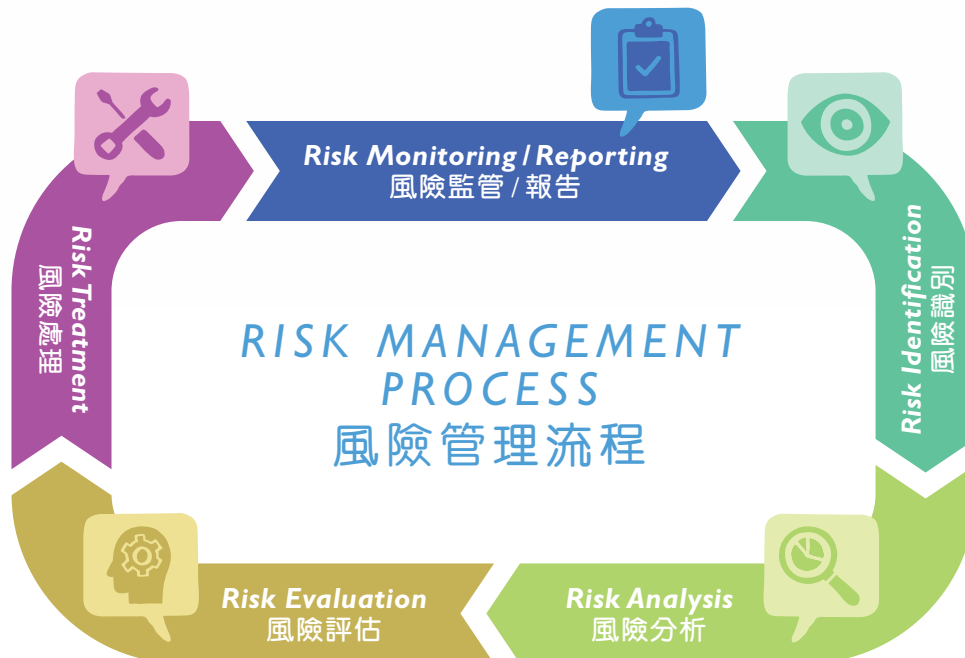 Risk Monitoring / Reporting
風險監管 / 報告
Risk Identification
風險識別
Risk Analysis
風險分析
Risk Evaluation
風險評估
Risk Treatment
風險處理
RISK MANAGEMENT
PROCESS
風險管理流程